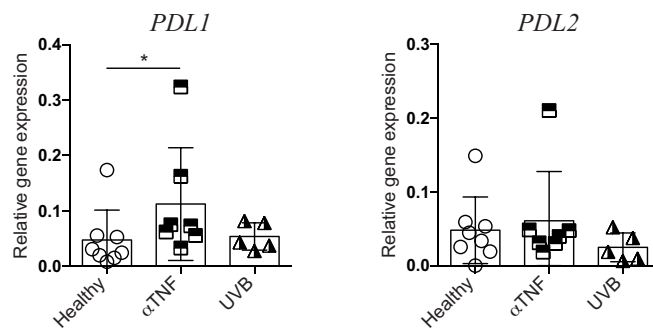 PDL1
PDL2
Relative gene expression
0.4
0.3
0.2
0.1
0.0
*
Healthy
αTNF
UVB
Relative gene expression
0.3
0.2
0.1
0.0
Healthy
αTNF
UVB